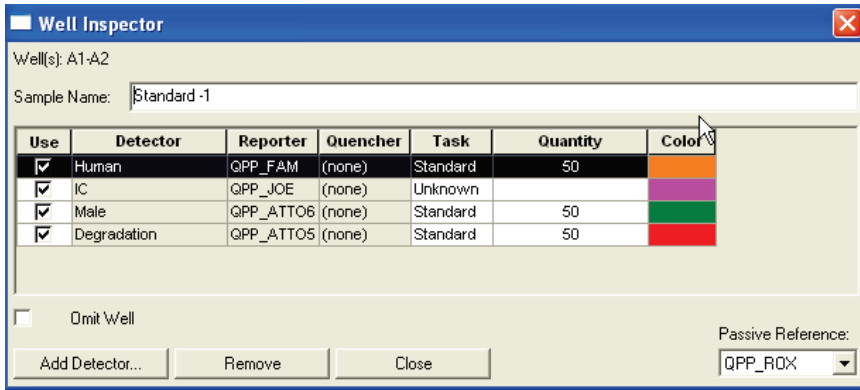 Well Inspector
Well(s): A1-A2
Sample Name: Standard -1
Use Detector Reporter Quencher Task Quantity Color
Human QPP_FAM (none) Standard 50
IC QPP_JOE (none) Unknown
Male QPP_ATTO6 (none) Standard 50
Degradation QPP_ATTO5 (none) Standard 50
Omit Well
Passive Reference:
Add Detector... Remove Close QPP_ROX